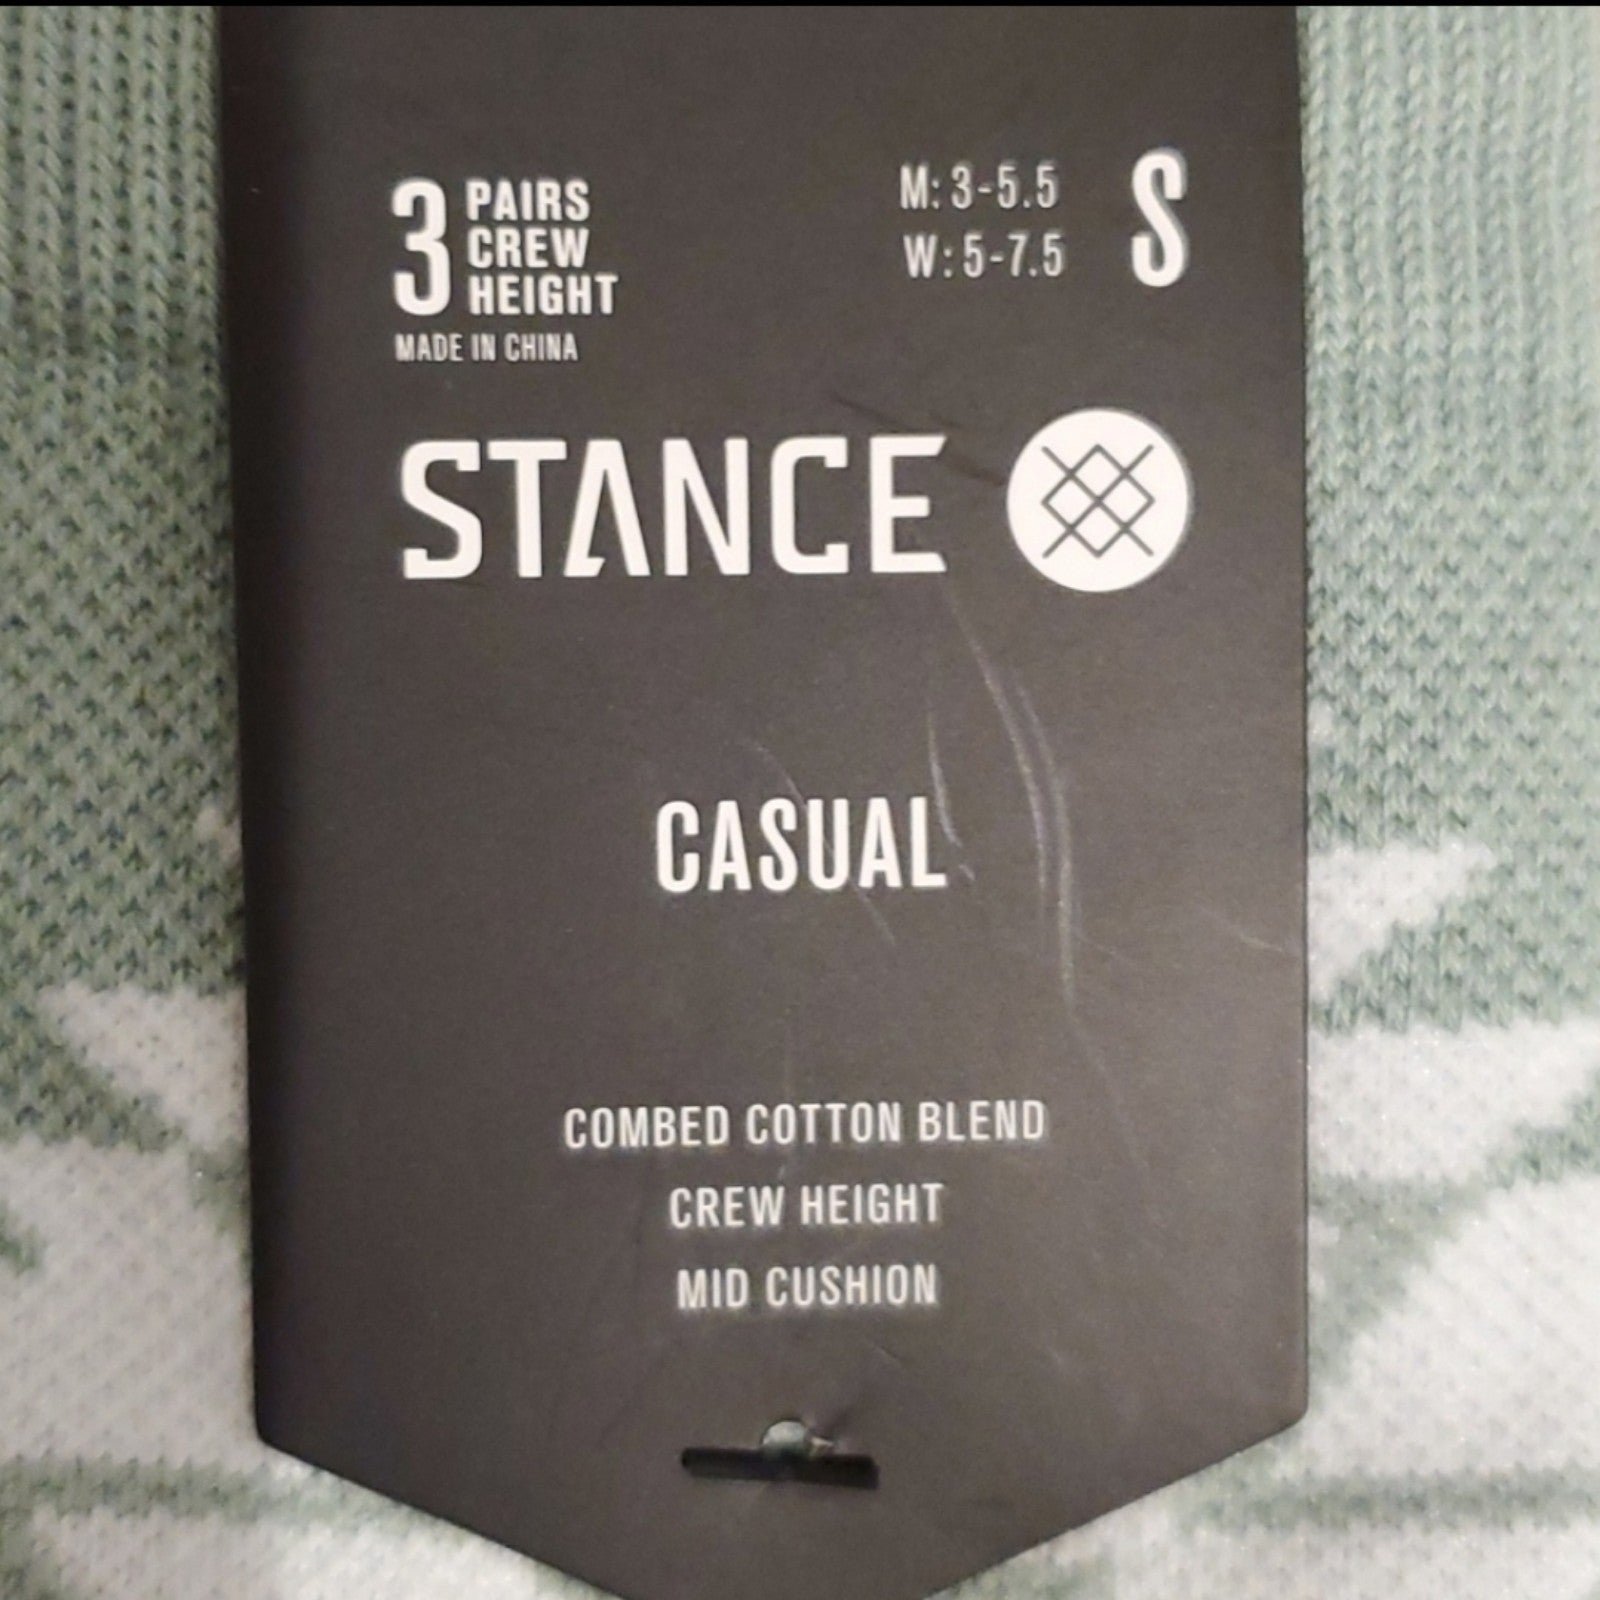 3 PAIRS
CREW
HEIGHT
MADE IN CHINA
M: 3-5.5
W: 5-7.5
S
STANCE
CASUAL
COMBED COTTON BLEND
CREW HEIGHT
MID CUSHION